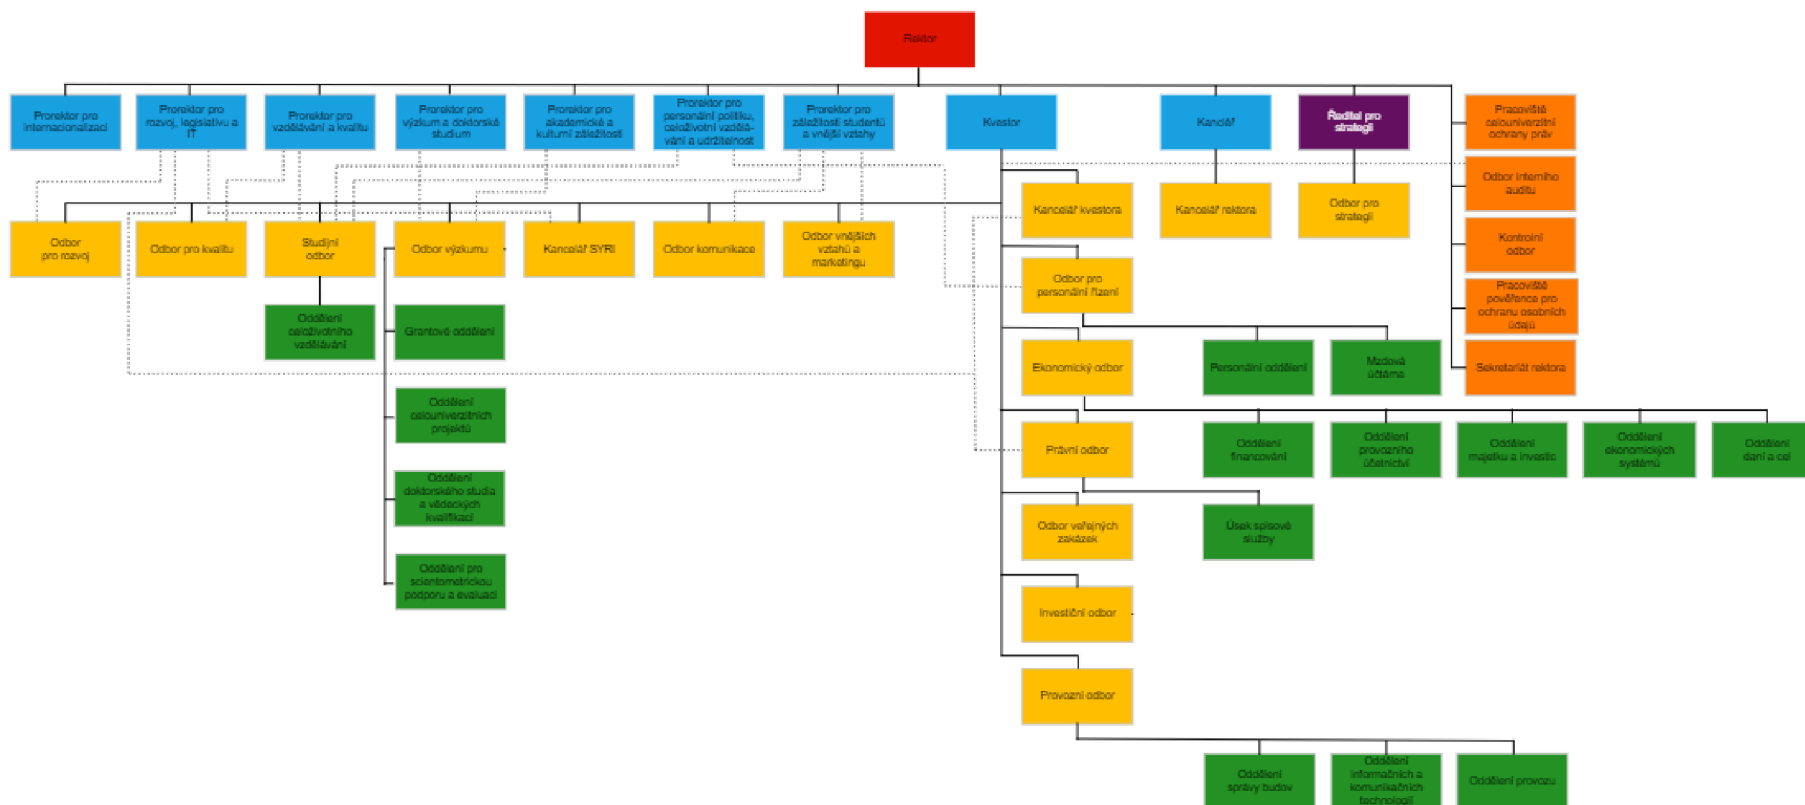 Rektor
Prorektor pro
internacionalizaci
Prorektor pro
rozvoj, legislativu a
IT
Prorektor pro
vzdělávání a kvalitu
Prorektor pro
výzkum a doktorské
studium
Prorektor pro
akademické a
kulturní záležitosti
Prorektor pro
personální politiku,
celoživotní vzdělá-
vání a udržitelnost
Prorektor pro
záležitosti studentů
a vnější vztahy
Kvestor
Kancléř
Ředitel pro
strategii
Pracoviště
celouniverzitní
ochrany práv
Odbor interního
auditu
Kontrolní
odbor
Pracoviště
pověřence pro
ochranu osobních
údajů
Sekretariát rektora
Kancelář kvestora
Kancelář rektora
Odbor pro
strategii
Odbor
pro rozvoj
Odbor pro kvalitu
Studijní
odbor
Odbor výzkumu
Kancelář SYRI
Odbor komunikace
Odbor vnějších
vztahů a
marketingu
Odbor pro
personální řízení
Oddělení
celoživotního
vzdělávání
Grantové oddělení
Ekonomický odbor
Personální oddělení
Mzdová
účtárna
Oddělení
celouniverzitních
projektů
Právní odbor
Oddělení
financování
Oddělení
provozního
účetnictví
Oddělení
majetku a investic
Oddělení
ekonomických
systémů
Oddělení
daní a cel
Oddělení
doktorského studia
a vědeckých
kvalifikací
Odbor veřejných
zakázek
Úsek spisové
služby
Oddělení pro
scientometrickou
podporu a evaluaci
Investiční odbor
Provozní odbor
Oddělení
správy budov
Oddělení
informačních a
komunikačních
technologií
Oddělení provozu